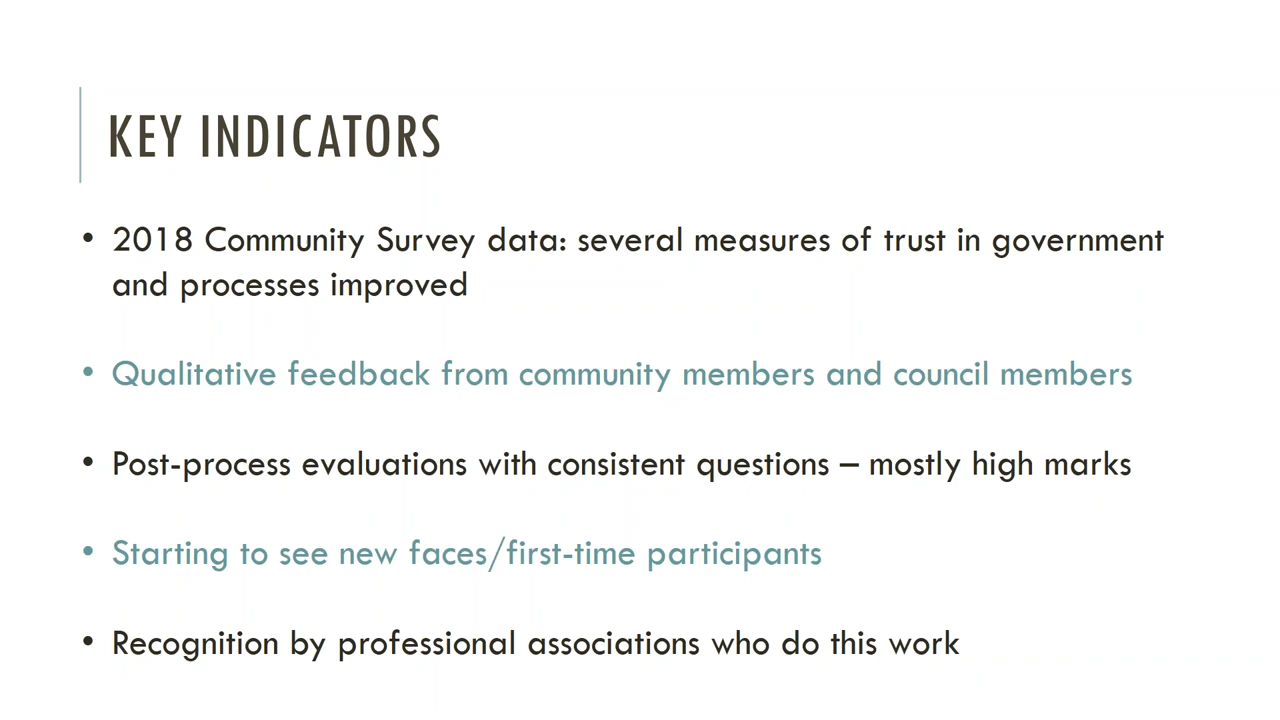 KEY INDICATORS
• 2018 Community Survey data: several measures of trust in government
and processes improved
• Qualitative feedback from community members and council members
• Post-process evaluations with consistent questions – mostly high marks
• Starting to see new faces/first-time participants
• Recognition by professional associations who do this work